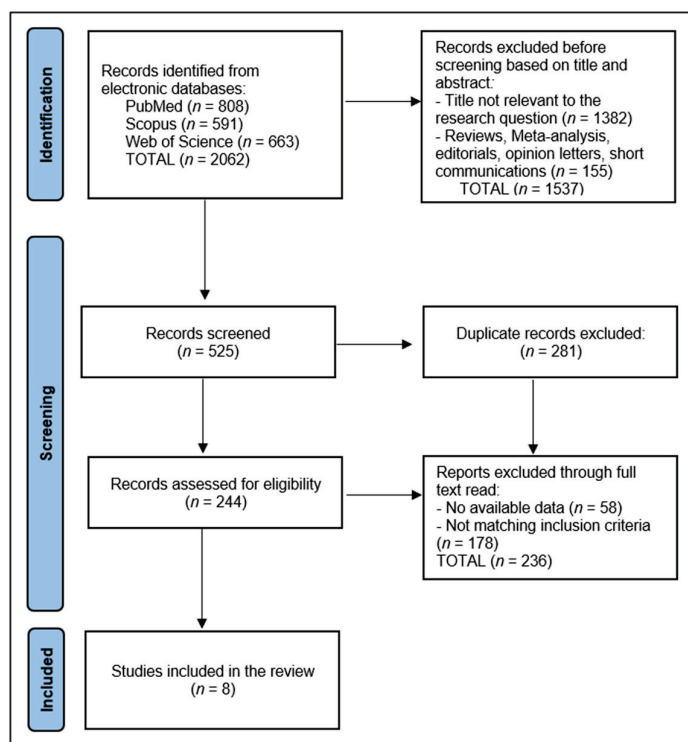 Identification
Records identified from
electronic databases:
PubMed (n = 808)
Scopus (n = 591)
Web of Science (n = 663)
TOTAL (n = 2062)
Records excluded before
screening based on title and
abstract:
- Title not relevant to the
research question (n = 1382)
- Reviews, Meta-analysis,
editorials, opinion letters, short
communications (n = 155)
TOTAL (n = 1537)
Screening
Records screened
(n = 525)
Duplicate records excluded:
(n = 281)
Records assessed for eligibility
(n = 244)
Reports excluded through full
text read:
- No available data (n = 58)
- Not matching inclusion criteria
(n = 178)
TOTAL (n = 236)
Included
Studies included in the review
(n = 8)